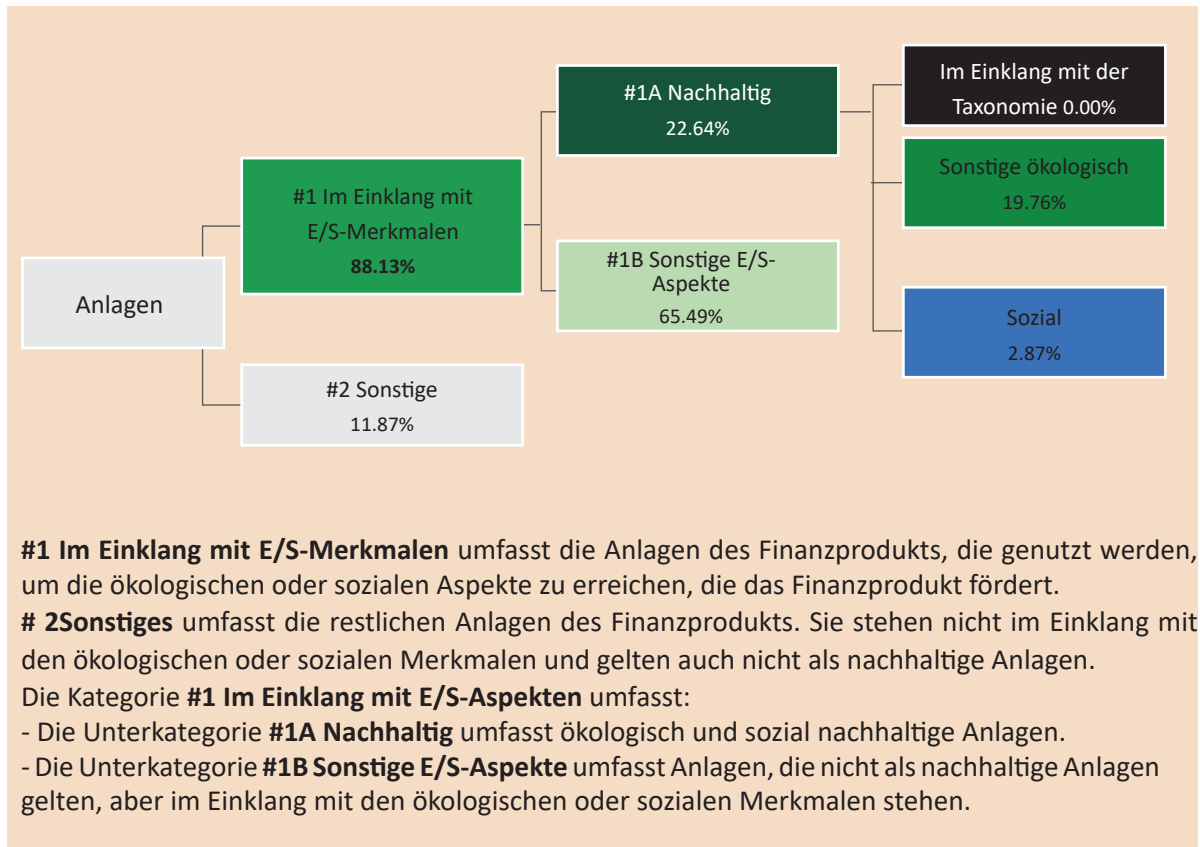 Anlagen
#1 Im Einklang mit
E/S-Merkmalen
88.13%
#2 Sonstige
11.87%
#1A Nachhaltig
22.64%
#1B Sonstige E/S-
Aspekte
65.49%
Im Einklang mit der
Taxonomie 0.00%
Sonstige ökologisch
19.76%
Sozial
2.87%
#1 Im Einklang mit E/S-Merkmalen umfasst die Anlagen des Finanzprodukts, die genutzt werden,
um die ökologischen oder sozialen Aspekte zu erreichen, die das Finanzprodukt fördert.
# 2Sonstiges umfasst die restlichen Anlagen des Finanzprodukts. Sie stehen nicht im Einklang mit
den ökologischen oder sozialen Merkmalen und gelten auch nicht als nachhaltige Anlagen.
Die Kategorie #1 Im Einklang mit E/S-Aspekten umfasst:
- Die Unterkategorie #1A Nachhaltig umfasst ökologisch und sozial nachhaltige Anlagen.
- Die Unterkategorie #1B Sonstige E/S-Aspekte umfasst Anlagen, die nicht als nachhaltige Anlagen
gelten, aber im Einklang mit den ökologischen oder sozialen Merkmalen stehen.